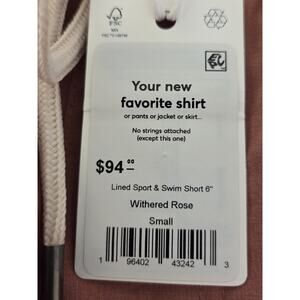 FSC
MIX
Your new
favorite shirt
or pants or jacket or skirt...
No strings attached
(except this one)
$94 00
Lined Sport & Swim Short 6"
Withered Rose
Small
1 96402 43242 3